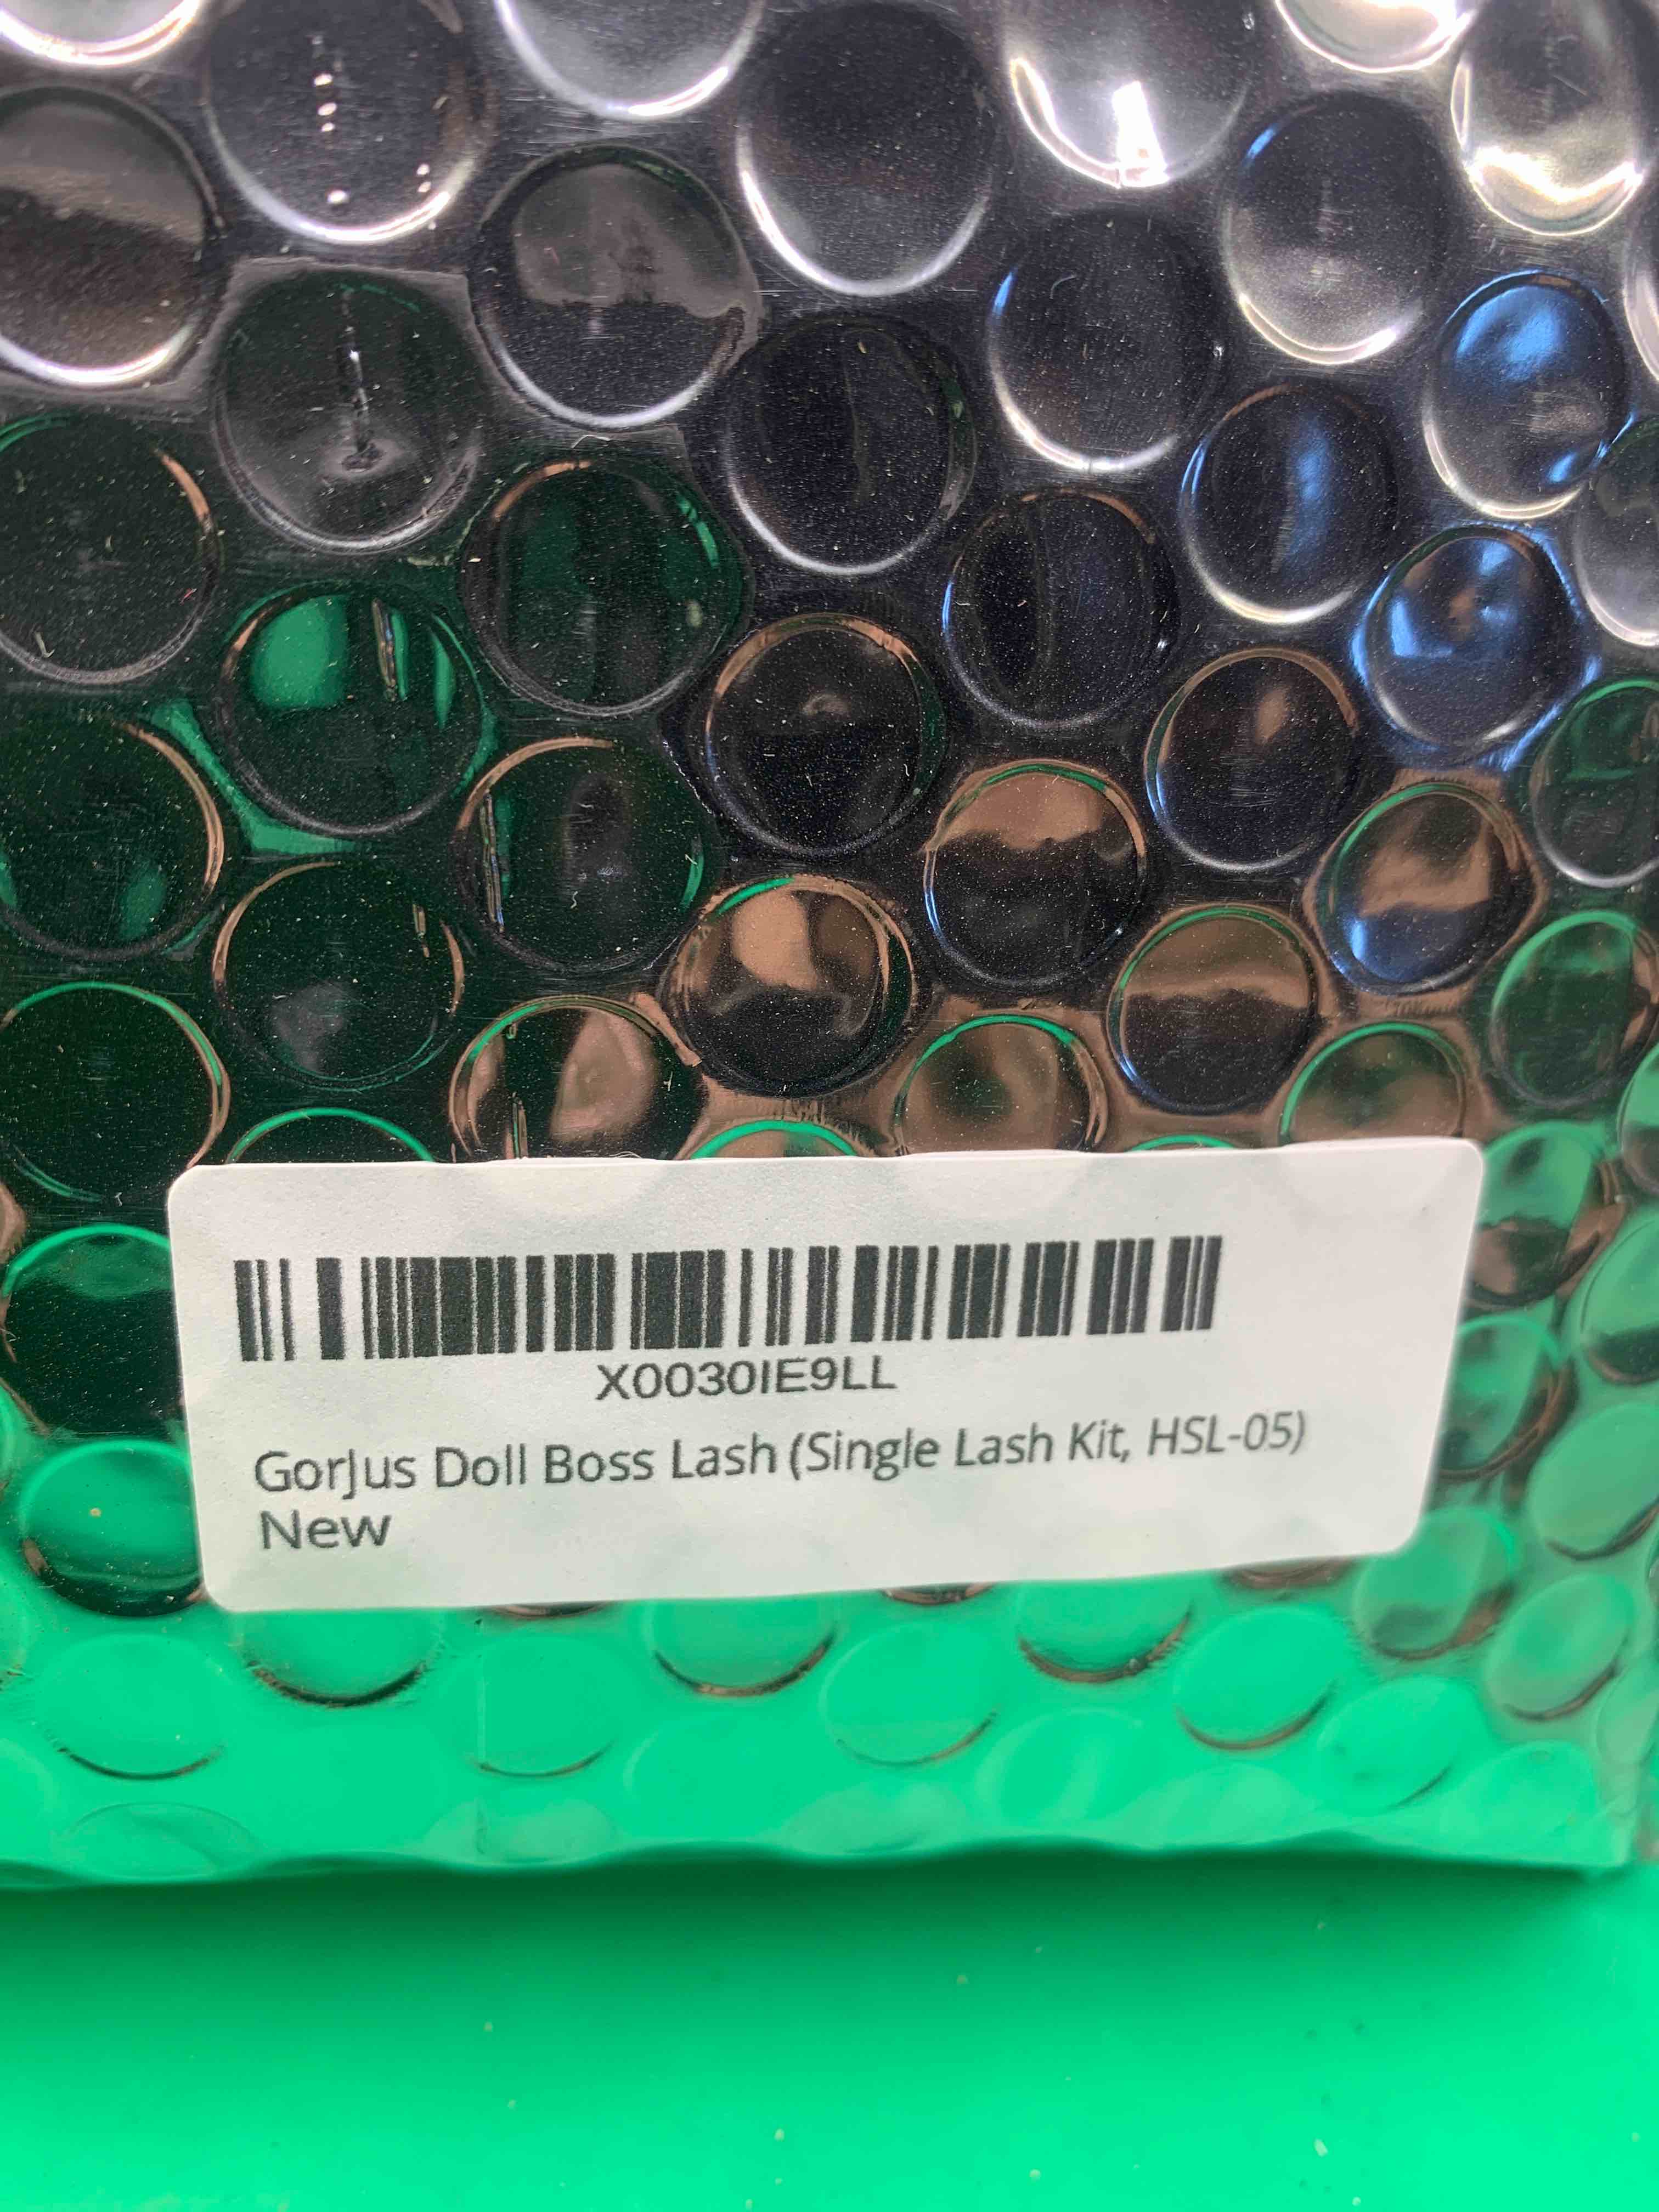 X0030IE9LL
GorJus Doll Boss Lash (Single Lash Kit, HSL-05)
New